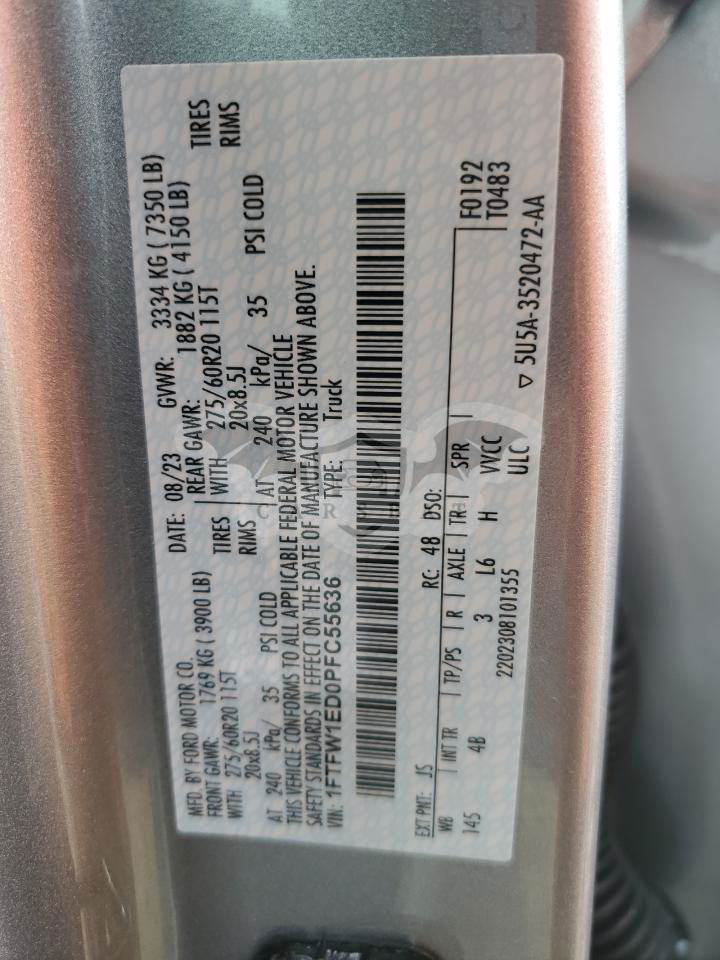 MFD. BY FORD MOTOR CO. DATE: 08/23 GVWR: 3334 KG ( 7350 LB)
FRONT GAWR: 1769 KG ( 3900 LB) REAR GAWR: 1882 KG ( 4150 LB)
WITH 275/60R20 115T TIRES WITH 275/60R20 115T TIRES
20x8.5J RIMS 20x8.5J RIMS
AT 240 kPa/ 35 PSI COLD AT 240 kPa/ 35 PSI COLD
THIS VEHICLE CONFORMS TO ALL APPLICABLE FEDERAL MOTOR VEHICLE
SAFETY STANDARDS IN EFFECT ON THE DATE OF MANUFACTURE SHOWN ABOVE.
VIN: 1FTFW1ED0PFC55636 TYPE: Truck
EXT PNT: JS RC: 48 DSO: F0192
WB INT TR TP/PS R AXLE TR SPR T0483
145 4B 3 L6 H VVCC
2202308101355 ULC
▽ 5U5A-3520472-AA